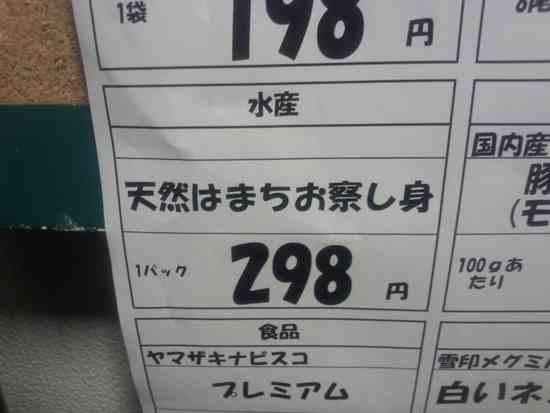 1袋
198 円
水産
天然はまちお察し身
1パック
298 円
食品
ヤマザキナビスコ
プレミアム
国内産
豚
(モ
100gあ
たり
雪印メグミ
白いネ